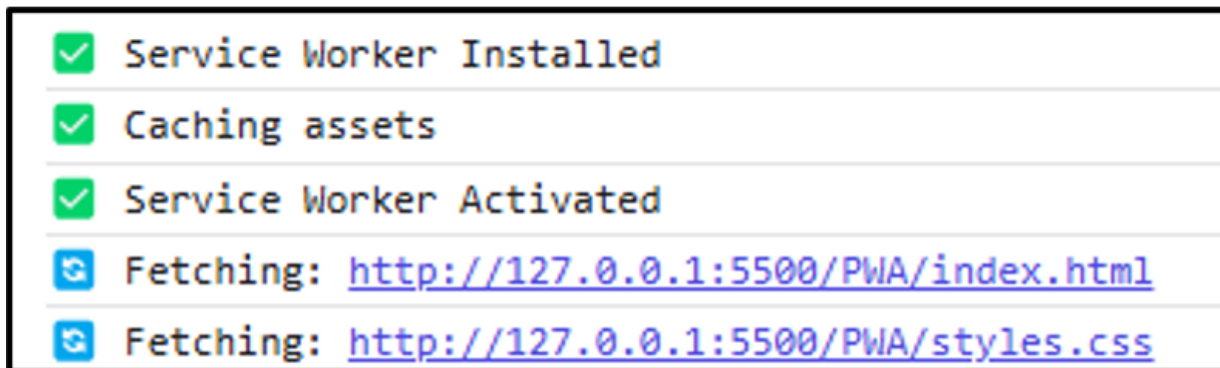 ✅ Service Worker Installed
✅ Caching assets
✅ Service Worker Activated
🔄 Fetching: http://127.0.0.1:5500/PWA/index.html
🔄 Fetching: http://127.0.0.1:5500/PWA/styles.css